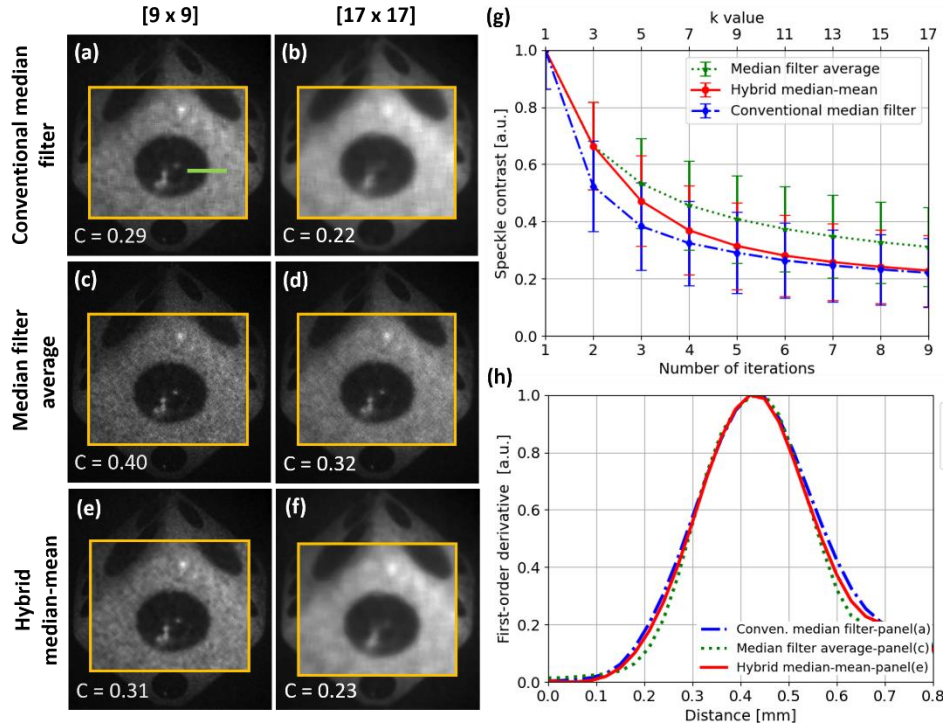 [9 x 9]
[17 x 17]
Conventional median
filter
(a)
C = 0.29
(b)
C = 0.22
Median filter
average
(c)
C = 0.40
(d)
C = 0.32
Hybrid
median-mean
(e)
C = 0.31
(f)
C = 0.23
(g)
k value
1 3 5 7 9 11 13 15 17
Speckle contrast [a.u.]
1.0
0.8
0.6
0.4
0.2
0.0
Median filter average
Hybrid median-mean
Conventional median filter
1 2 3 4 5 6 7 8 9
Number of iterations
(h)
First-order derivative [a.u.]
1.0
0.8
0.6
0.4
0.2
0.0
Conven. median filter-panel(a)
Median filter average-panel(c)
Hybrid median-mean-panel(e)
0.0 0.1 0.2 0.3 0.4 0.5 0.6 0.7 0.8
Distance [mm]